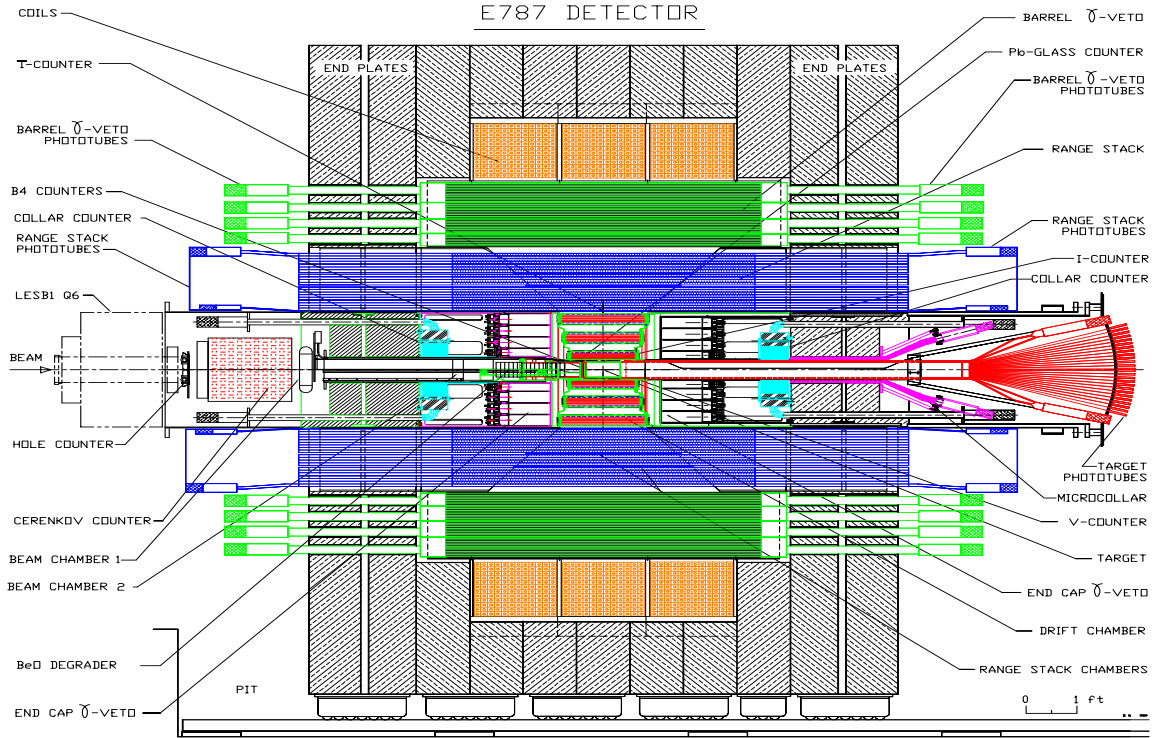 E787 DETECTOR
COILS
T-COUNTER
BARREL γ-VETO
PHOTOTUBES
B4 COUNTERS
COLLAR COUNTER
RANGE STACK
PHOTOTUBES
LESB1 Q6
BEAM
HOLE COUNTER
CERENKOV COUNTER
BEAM CHAMBER 1
BEAM CHAMBER 2
BeO DEGRADER
PIT
END CAP γ-VETO
END PLATES
END PLATES
BARREL γ-VETO
Pb-GLASS COUNTER
BARREL γ-VETO
PHOTOTUBES
RANGE STACK
RANGE STACK
PHOTOTUBES
I-COUNTER
COLLAR COUNTER
TARGET
PHOTOTUBES
MICROCOLLAR
V-COUNTER
TARGET
END CAP γ-VETO
DRIFT CHAMBER
RANGE STACK CHAMBERS
0 1 ft